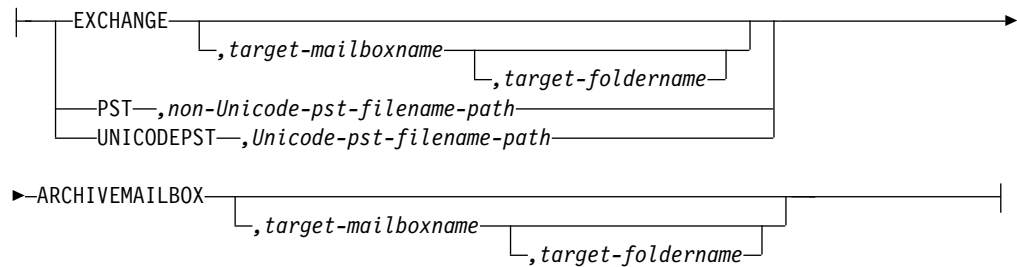 EXCHANGE
,target-mailboxname
,target-foldername
PST ,non-Unicode-pst-filename-path
UNICODEPST ,Unicode-pst-filename-path
ARCHIVEMAILBOX
,target-mailboxname
,target-foldername